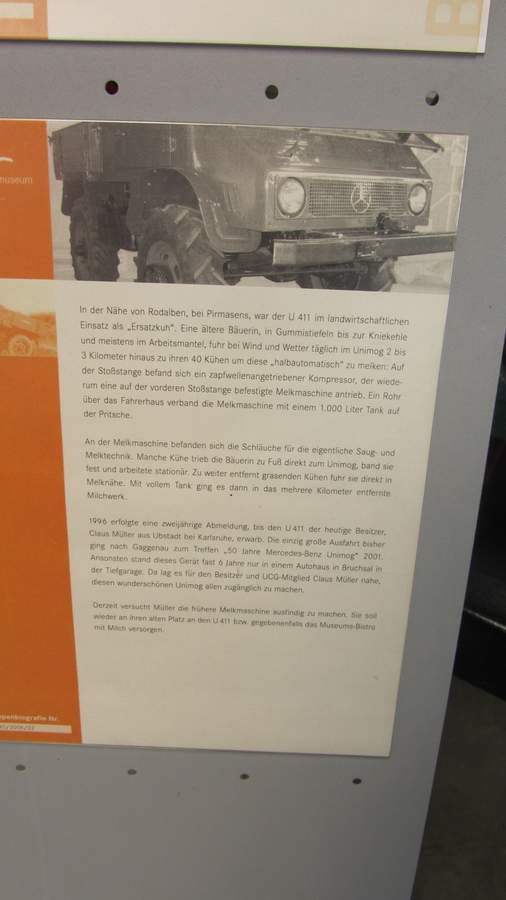 museum
In der Nähe von Rodalben, bei Pirmasens, war der U 411 im landwirtschaftlichen
Einsatz als „Ersatzkuh". Eine ältere Bäuerin, in Gummistiefeln bis zur Kniekehle
und meistens im Arbeitsmantel, fuhr bei Wind und Wetter täglich im Unimog 2 bis
3 Kilometer hinaus zu ihren 40 Kühen um diese „halbautomatisch" zu melken: Auf
der Stoßstange befand sich ein zapfwellenangetriebener Kompressor, der wiede-
rum eine auf der vorderen Stoßstange befestigte Melkmaschine antrieb. Ein Rohr
über das Fahrerhaus verband die Melkmaschine mit einem 1.000 Liter Tank auf
der Pritsche.
An der Melkmaschine befanden sich die Schläuche für die eigentliche Saug- und
Melktechnik. Manche Kühe trieb die Bäuerin zu Fuß direkt zum Unimog, band sie
fest und arbeitete stationär. Zu weiter entfernt grasenden Kühen fuhr sie direkt in
Melknähe. Mit vollem Tank ging es dann in das mehrere Kilometer entfernte
Milchwerk.
1996 erfolgte eine zweijährige Abmeldung, bis den U 411 der heutige Besitzer,
Claus Müller aus Ubstadt bei Karlsruhe, erwarb. Die einzig große Ausfahrt bisher
ging nach Gaggenau zum Treffen „50 Jahre Mercedes-Benz Unimog" 2001.
Ansonsten stand dieses Gerät fast 6 Jahre nur in einem Autohaus in Bruchsal in
der Tiefgarage. Da lag es für den Besitzer und UCG-Mitglied Claus Müller nahe,
diesen wunderschönen Unimog allen zugänglich zu machen.
Derzeit versucht Müller die frühere Melkmaschine ausfindig zu machen. Sie soll
wieder an ihren alten Platz an den U 411 bzw. gegebenenfalls das Museums-Bistro
mit Milch versorgen.
ppenbiografie Nr.